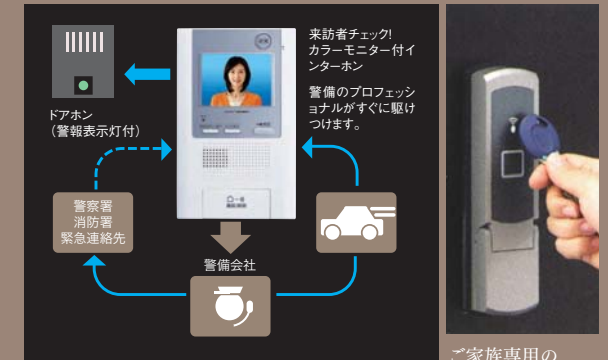 来訪者チェック!
カラーモニター付イ
ンターホン
警備のプロフェッシ
ョナルがすぐに駆け
つけます。
ドアホン
（警報表示灯付）
警察署
消防署
緊急連絡先
警備会社
ご家族専用の